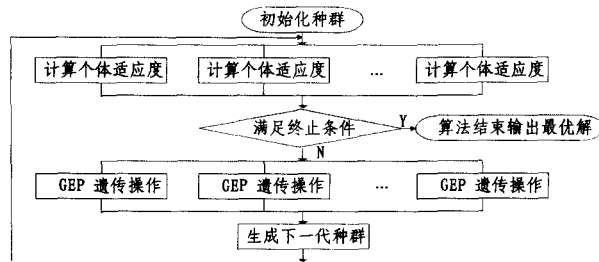 初始化种群
计算个体适应度 计算个体适应度 ... 计算个体适应度
满足终止条件 Y 算法结束输出最优解
N
GEP 遗传操作 GEP 遗传操作 ... GEP 遗传操作
生成下一代种群